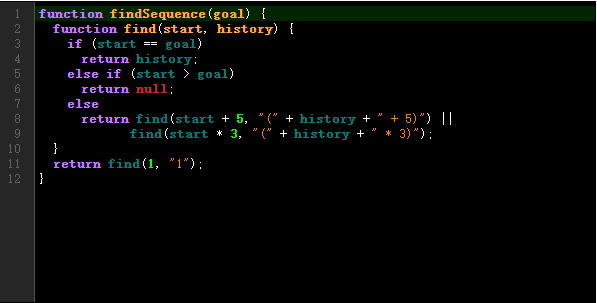 1 function findSequence(goal) {
2 function find(start, history) {
3 if (start == goal)
4 return history;
5 else if (start > goal)
6 return null;
7 else
8 return find(start + 5, "(" + history + " + 5)") ||
9 find(start * 3, "(" + history + " * 3)");
10 }
11 return find(1, "1");
12 }